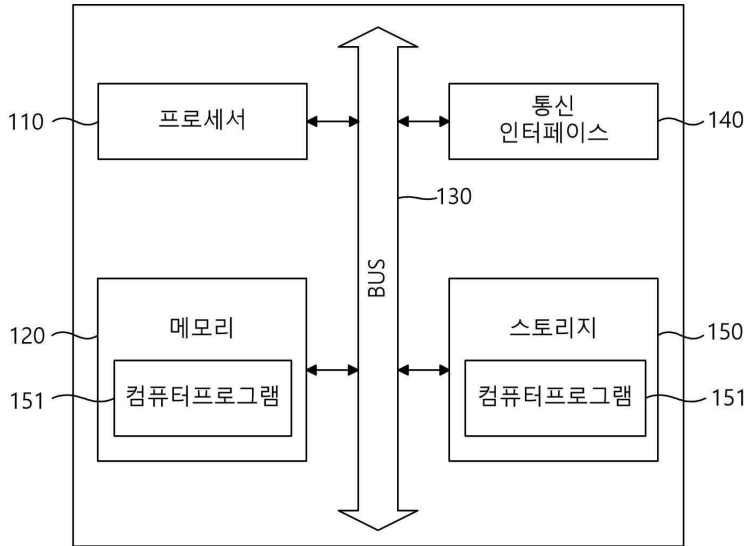 110
프로세서
통신
인터페이스
140
130
BUS
120
메모리
151
컴퓨터프로그램
스토리지
150
컴퓨터프로그램
151